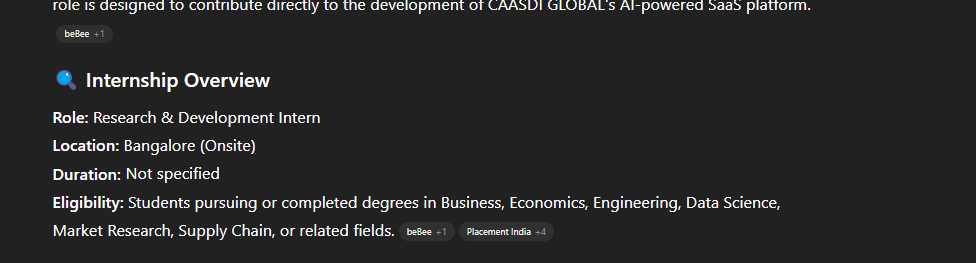 role is designed to contribute directly to the development of CAASDI GLOBAL's AI-powered SaaS platform.
beBee +1
Internship Overview
Role: Research & Development Intern
Location: Bangalore (Onsite)
Duration: Not specified
Eligibility: Students pursuing or completed degrees in Business, Economics, Engineering, Data Science,
Market Research, Supply Chain, or related fields. beBee +1 Placement India +4